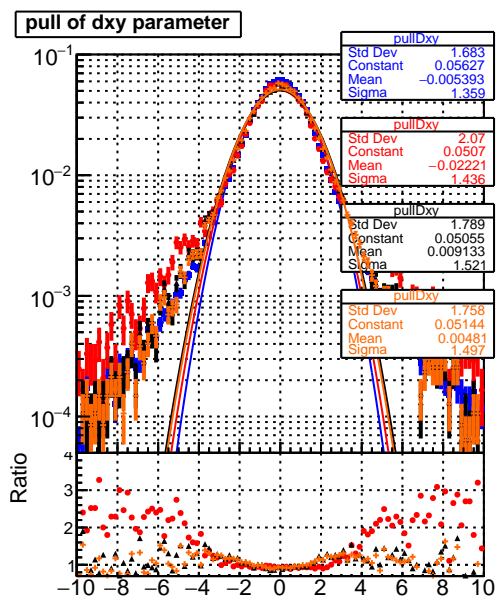 pull of dxy parameter
pullDxy
Std Dev 1.683
Constant 0.05627
Mean −0.005393
Sigma 1.359
pullDxy
Std Dev 2.07
Constant 0.0507
Mean −0.02221
Sigma 1.436
pullDxy
Std Dev 1.789
Constant 0.05055
Mean 0.009133
Sigma 1.521
pullDxy
Std Dev 1.758
Constant 0.05144
Mean 0.00481
Sigma 1.497
10−1
10−2
10−3
10−4
Ratio
4
3
2
1
−10 −8 −6 −4 −2 0 2 4 6 8 10